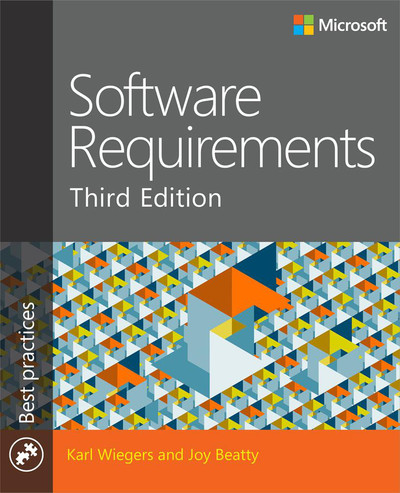 Microsoft
Software
Requirements
Third Edition
Best practices
Karl Wiegers and Joy Beatty